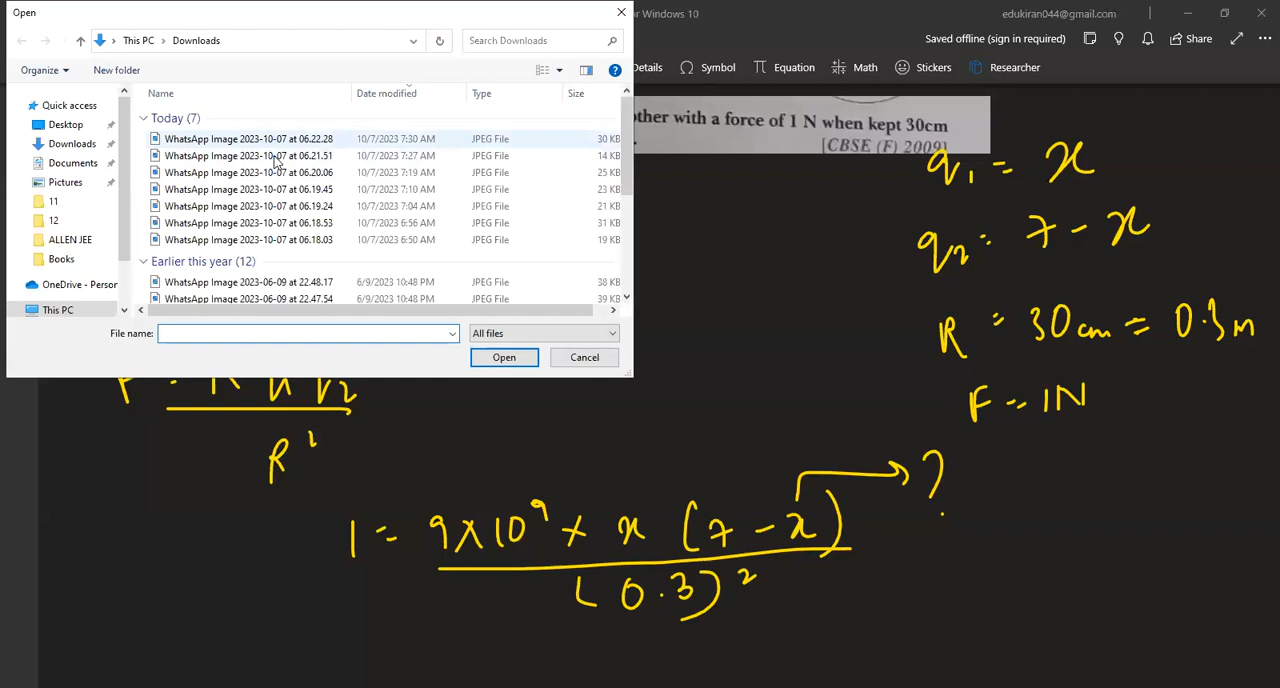 Open
for Windows 10
edukiran044@gmail.com
This PC > Downloads
Search Downloads
Saved offline (sign in required)
Share
Organize
New folder
Details
Symbol
Equation
Math
Stickers
Researcher
Name
Date modified
Type
Size
Quick access
Desktop
Downloads
Documents
Pictures
11
12
ALLEN JEE
Books
OneDrive - Person
This PC
Today (7)
WhatsApp Image 2023-10-07 at 06.22.28 10/7/2023 7:30 AM JPEG File 30 KB
WhatsApp Image 2023-10-07 at 06.21.51 10/7/2023 7:27 AM JPEG File 14 KB
WhatsApp Image 2023-10-07 at 06.20.06 10/7/2023 7:19 AM JPEG File 25 KB
WhatsApp Image 2023-10-07 at 06.19.45 10/7/2023 7:10 AM JPEG File 23 KB
WhatsApp Image 2023-10-07 at 06.19.24 10/7/2023 7:04 AM JPEG File 21 KB
WhatsApp Image 2023-10-07 at 06.18.53 10/7/2023 6:56 AM JPEG File 31 KB
WhatsApp Image 2023-10-07 at 06.18.03 10/7/2023 6:50 AM JPEG File 19 KB
Earlier this year (12)
WhatsApp Image 2023-06-09 at 22.48.17 6/9/2023 10:48 PM JPEG File 38 KB
WhatsApp Image 2023-06-09 at 22.47.54 6/9/2023 10:48 PM JPEG File 39 KB
File name:
All files
Open
Cancel
other with a force of 1 N when kept 30cm
[CBSE (F) 2009]
q₁ = x
q₂ = 7 - x
R = 30cm = 0.3m
F = 1N
R²
1 = 9×10⁹ × x (7 - x) ?
(0.3)²